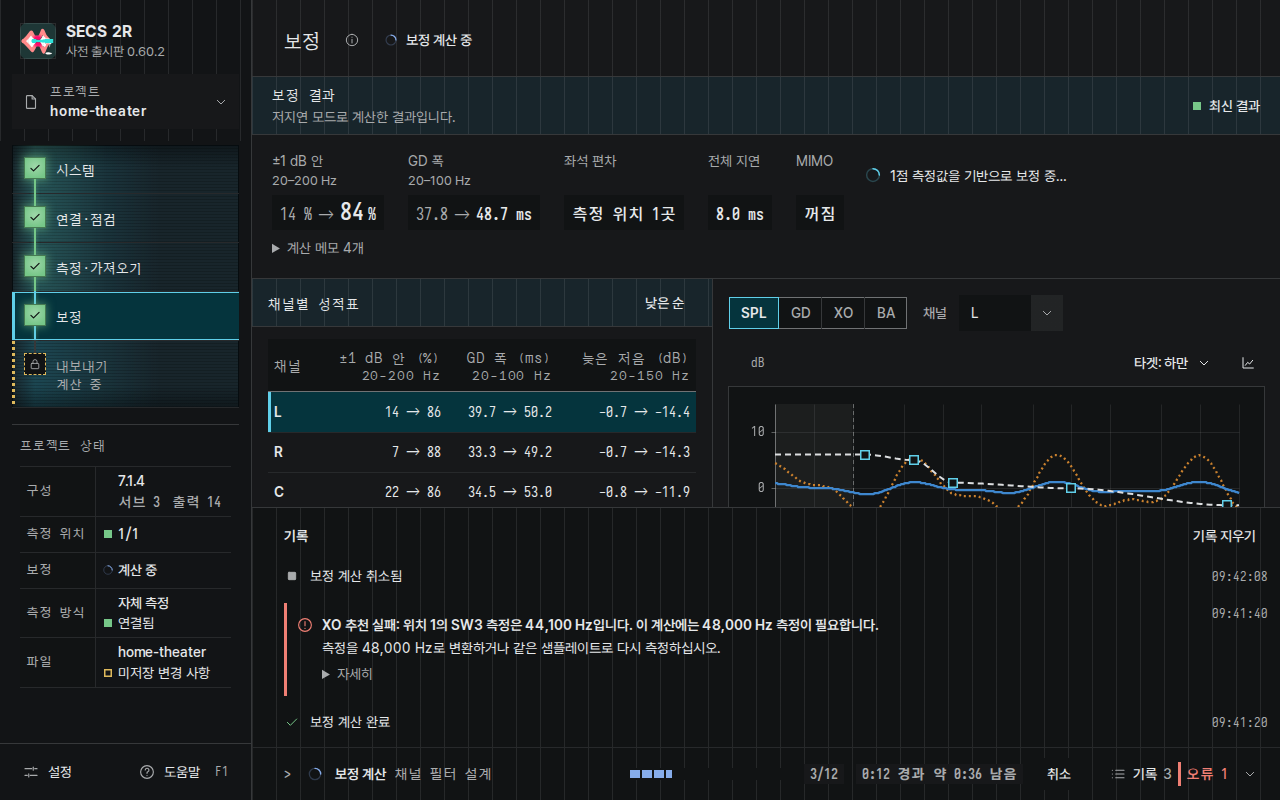 SECS 2R
사전 출시판 0.60.2
프로젝트
home-theater
시스템
연결·점검
측정·가져오기
보정
내보내기
계산 중
프로젝트 상태
구성
7.1.4
서브 3 출력 14
측정 위치
1/1
보정
계산 중
측정 방식
자체 측정
연결됨
파일
home-theater
미저장 변경 사항
설정
도움말 F1
보정
보정 계산 중
보정 결과
저지연 모드로 계산한 결과입니다.
최신 결과
±1 dB 안
20–200 Hz
14 % → 84 %
GD 폭
20–100 Hz
37.8 → 48.7 ms
좌석 편차
측정 위치 1곳
전체 지연
8.0 ms
MIMO
꺼짐
1점 측정값을 기반으로 보정 중…
계산 메모 4개
채널별 성적표
낮은 순
채널
±1 dB 안 (%)
20–200 Hz
GD 폭 (ms)
20–100 Hz
늦은 저음 (dB)
20–150 Hz
L 14 → 86 39.7 → 50.2 −0.7 → −14.4
R 7 → 88 33.3 → 49.2 −0.7 → −14.3
C 22 → 86 34.5 → 53.0 −0.8 → −11.9
SPL GD XO BA
채널 L
dB
타겟: 하만
10
0
기록
기록 지우기
보정 계산 취소됨 09:42:08
XO 추천 실패: 위치 1의 SW3 측정은 44,100 Hz입니다. 이 계산에는 48,000 Hz 측정이 필요합니다. 09:41:40
측정을 48,000 Hz로 변환하거나 같은 샘플레이트로 다시 측정하십시오.
자세히
보정 계산 완료 09:41:20
> 보정 계산 채널 필터 설계 3/12 0:12 경과 약 0:36 남음 취소 기록 3 오류 1